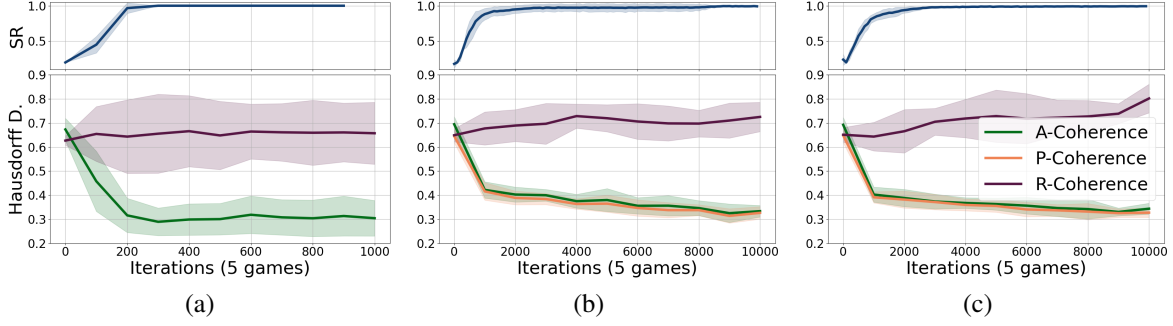 SR
1.0
0.5
1.0
0.5
1.0
0.5
Hausdorff D.
0.9
0.8
0.7
0.6
0.5
0.4
0.3
0.2
0 200 400 600 800 1000
Iterations (5 games)
(a)
0.9
0.8
0.7
0.6
0.5
0.4
0.3
0.2
0 2000 4000 6000 8000 10000
Iterations (5 games)
(b)
0.9
0.8
0.7
0.6
0.5
0.4
0.3
0.2
0 2000 4000 6000 8000 10000
Iterations (5 games)
(c)
A-Coherence
P-Coherence
R-Coherence